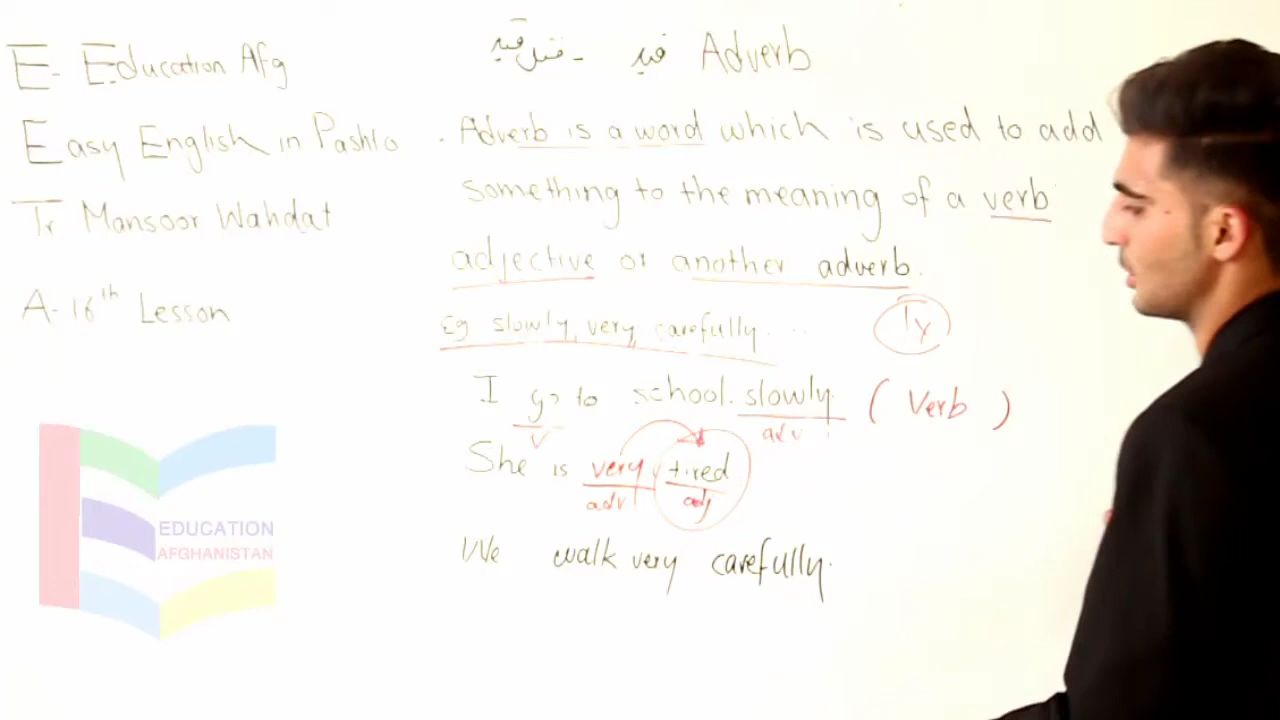 E- Education Afg
Easy English in Pashto
Tr Mansoor Wahdat
A-16th Lesson
قید Adverb
. Adverb is a word which is used to add
something to the meaning of a verb
adjective or another adverb.
Eg slowly, very, carefully...
ly
I go to school slowly. (Verb)
v adv
She is very tired
adv adj
We walk very carefully.
EDUCATION
AFGHANISTAN